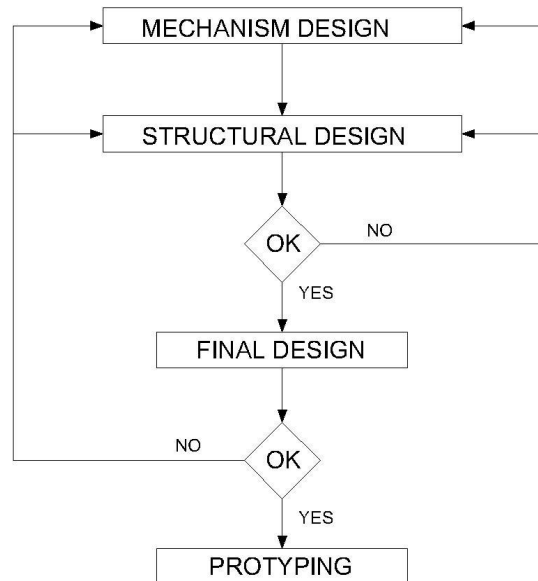 MECHANISM DESIGN
STRUCTURAL DESIGN
OK
NO
YES
FINAL DESIGN
NO
OK
YES
PROTYPING